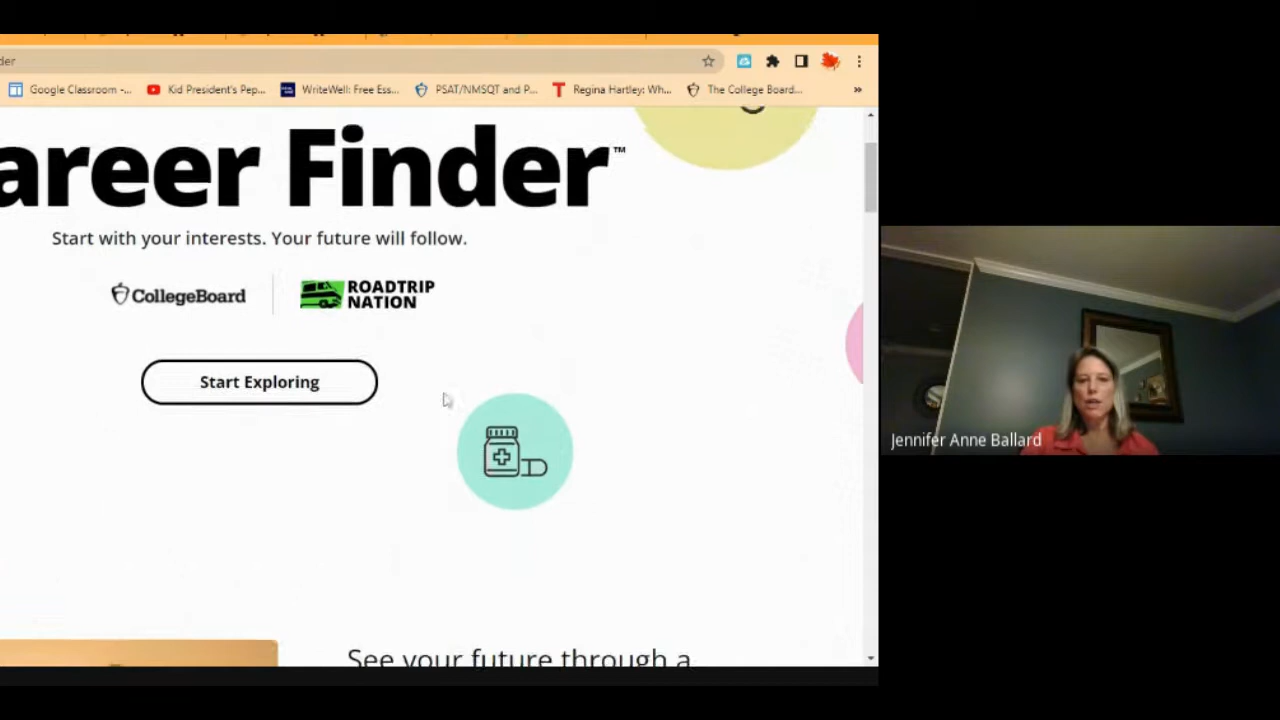 der
Google Classroom -...
Kid President's Pep...
WriteWell: Free Ess...
PSAT/NMSQT and P...
Regina Hartley: Wh...
The College Board...
»
areer Finder™
Start with your interests. Your future will follow.
CollegeBoard
ROADTRIP
NATION
Start Exploring
Jennifer Anne Ballard
See your future through a